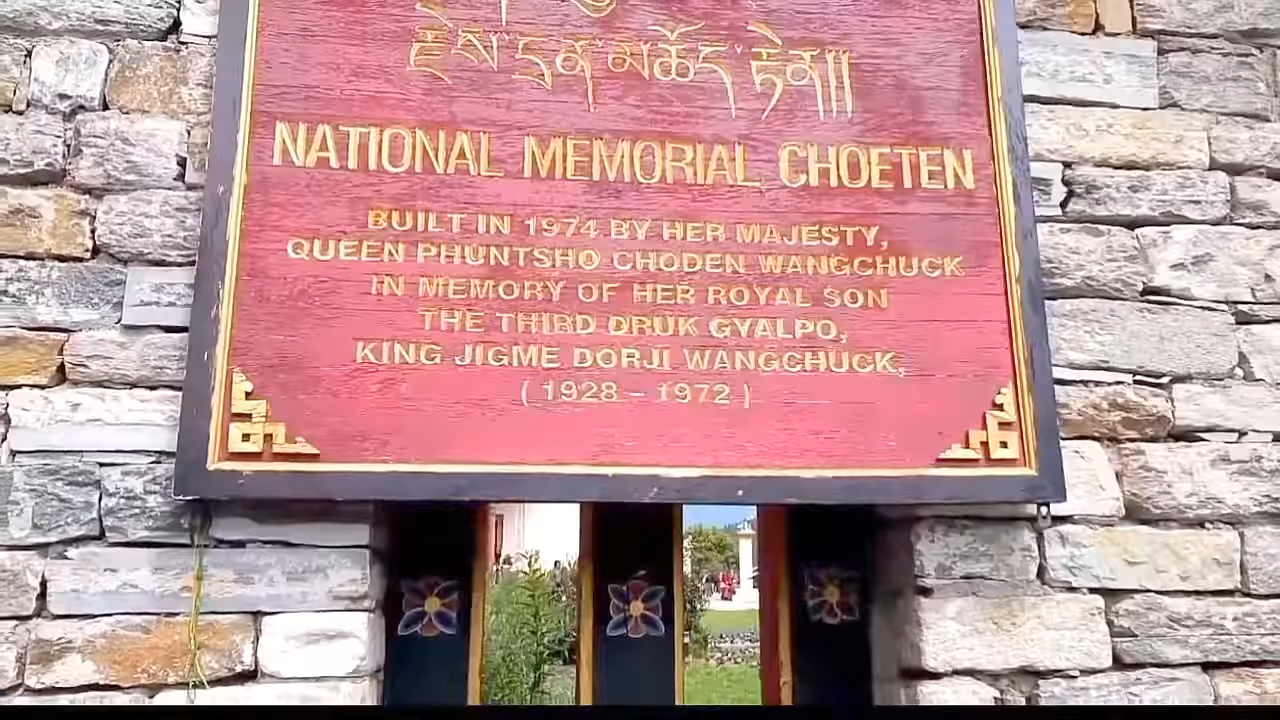 རྗེས་དྲན་མཆོད་རྟེན།།
NATIONAL MEMORIAL CHOETEN
BUILT IN 1974 BY HER MAJESTY,
QUEEN PHUNTSHO CHODEN WANGCHUCK
IN MEMORY OF HER ROYAL SON
THE THIRD DRUK GYALPO,
KING JIGME DORJI WANGCHUCK,
( 1928 – 1972 )